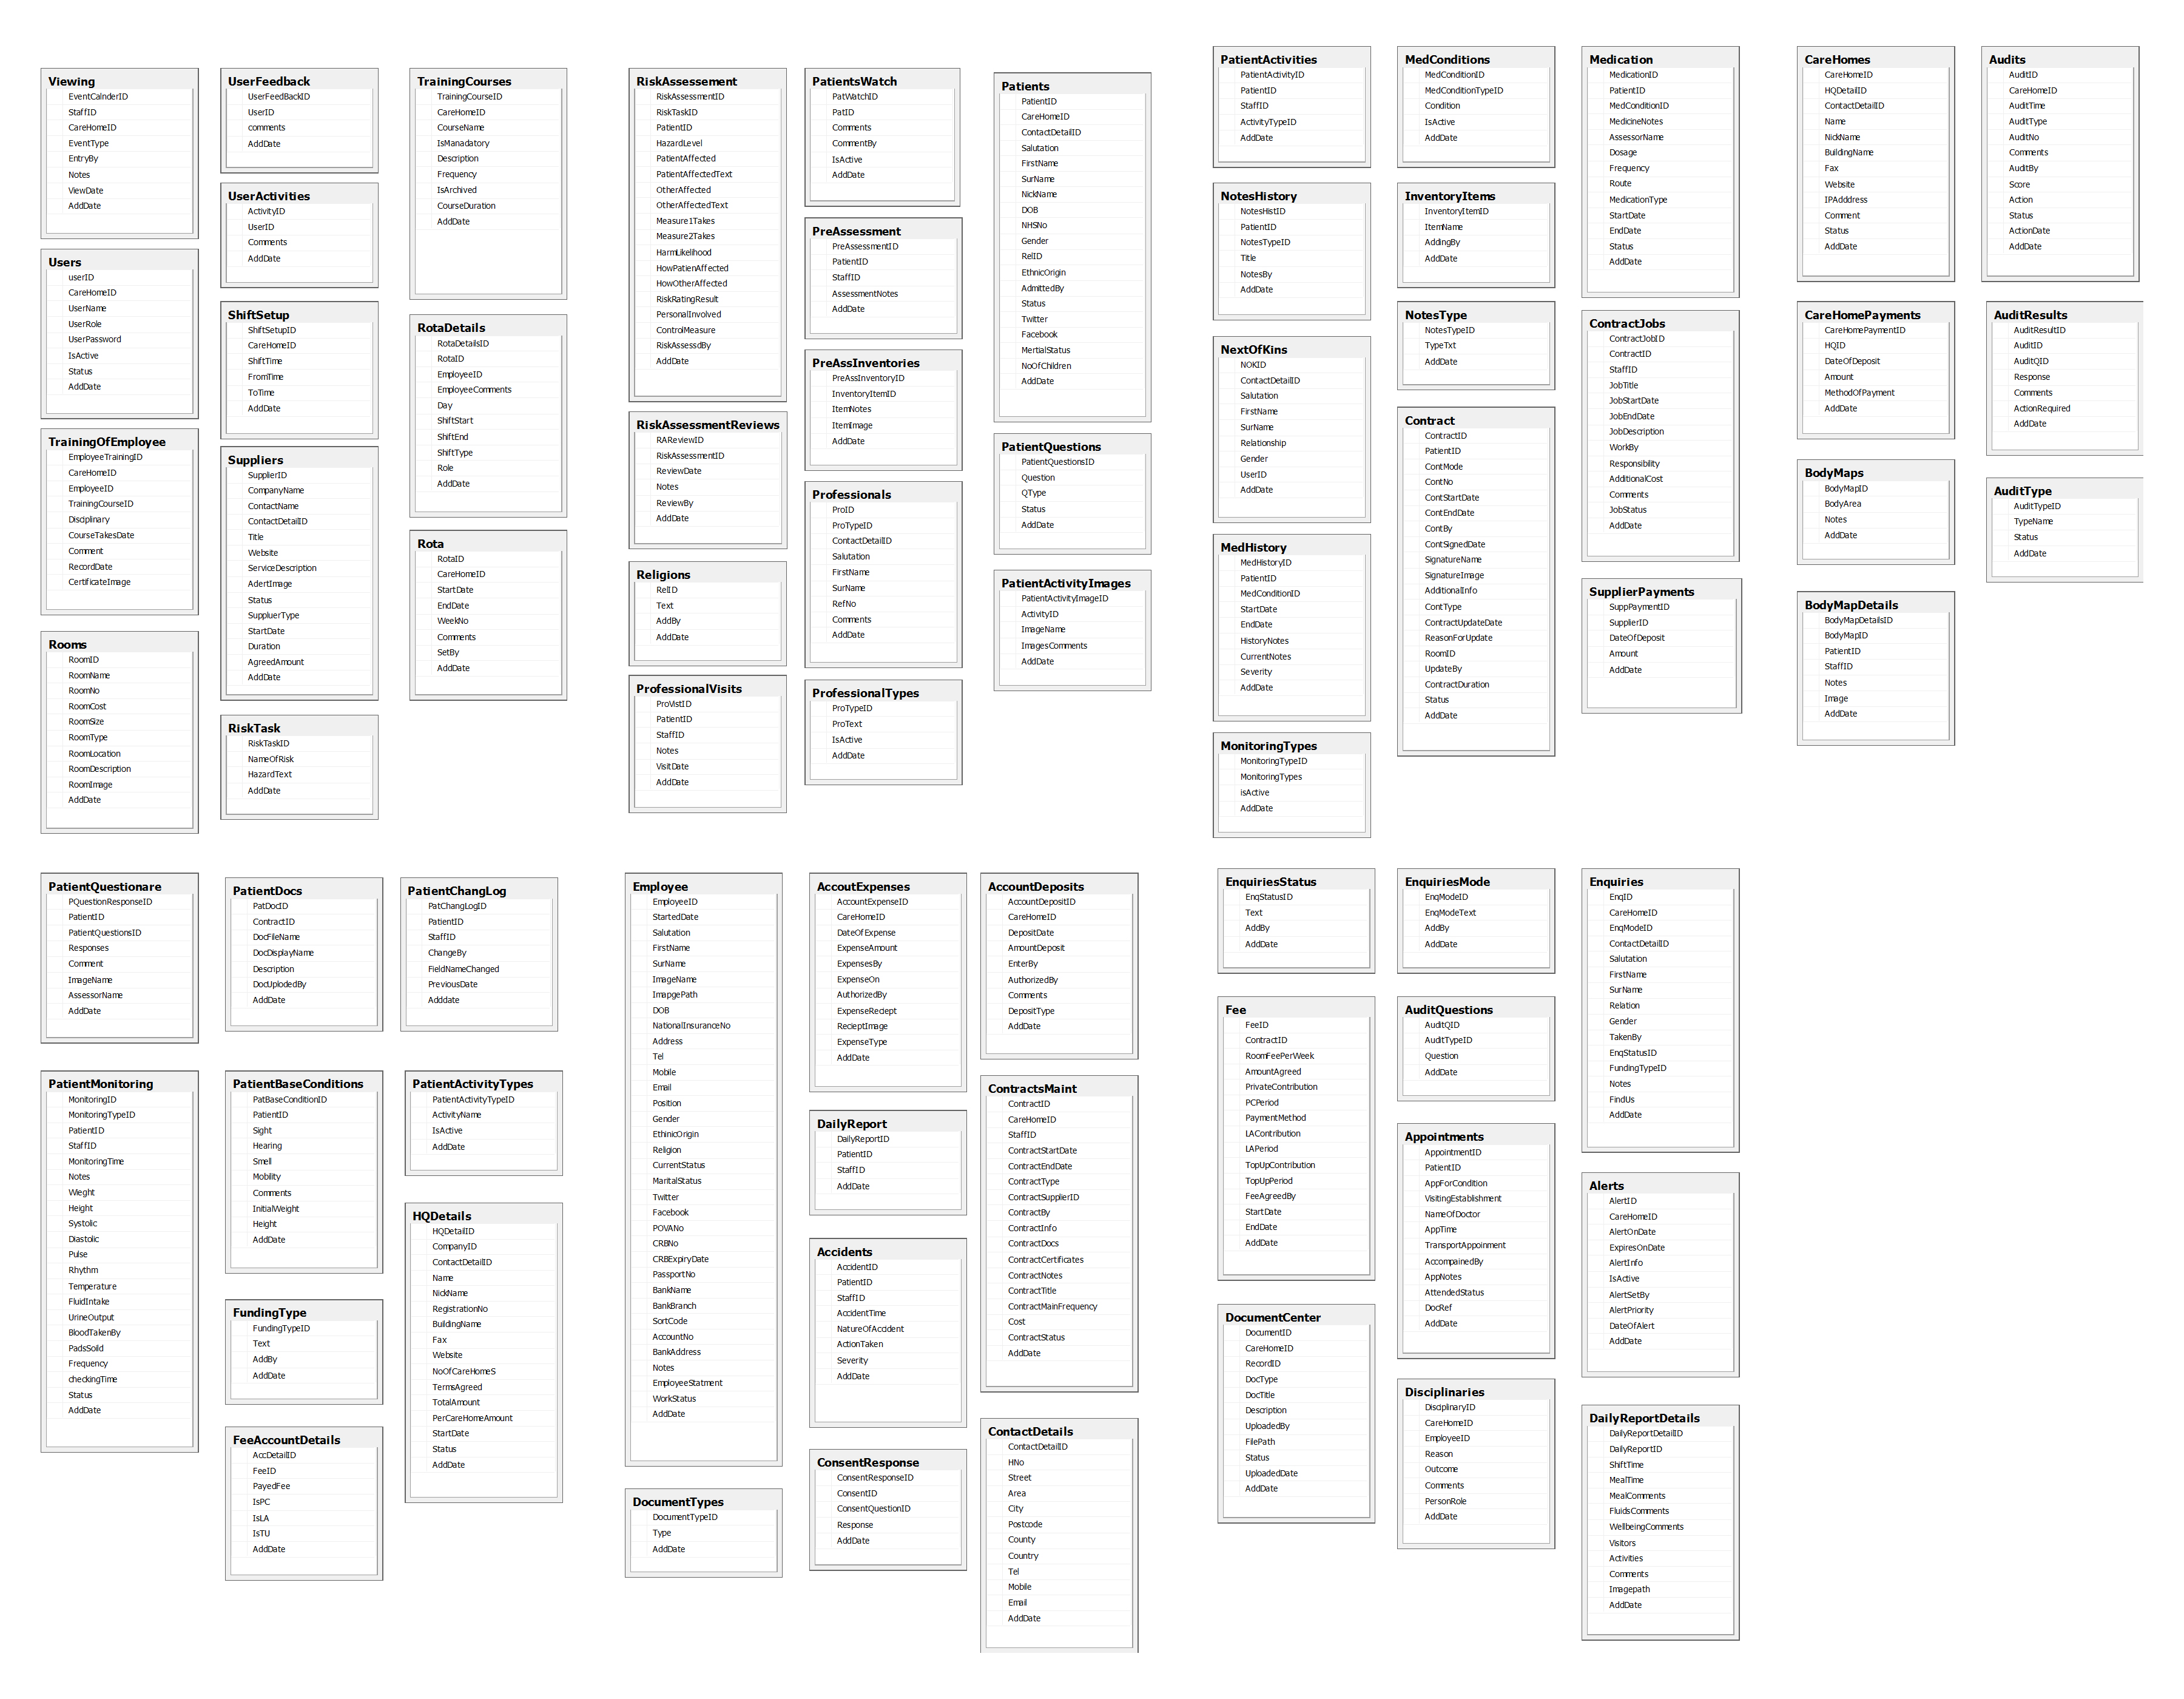 Viewing
EventCalnderID
StaffID
CareHomeID
EventType
EntryBy
Notes
ViewDate
AddDate
Users
userID
CareHomeID
UserName
UserRole
UserPassword
IsActive
Status
AddDate
TrainingOfEmployee
EmployeeTrainingID
CareHomeID
EmployeeID
TrainingCourseID
Disciplinary
CourseTakesDate
Comment
RecordDate
CertificateImage
Rooms
RoomID
RoomName
RoomNo
RoomCost
RoomSize
RoomType
RoomLocation
RoomDescription
RoomImage
AddDate
UserFeedback
UserFeedBackID
UserID
comments
AddDate
UserActivities
ActivityID
UserID
Comments
AddDate
ShiftSetup
ShiftSetupID
CareHomeID
ShiftTime
FromTime
ToTime
AddDate
Suppliers
SupplierID
CompanyName
ContactName
ContactDetailID
Title
Website
ServiceDescription
AdertImage
Status
SuppluerType
StartDate
Duration
AgreedAmount
AddDate
RiskTask
RiskTaskID
NameOfRisk
HazardText
AddDate
TrainingCourses
TrainingCourseID
CareHomeID
CourseName
IsManadatory
Description
Frequency
IsArchived
CourseDuration
AddDate
RotaDetails
RotaDetailsID
RotaID
EmployeeID
EmployeeComments
Day
ShiftStart
ShiftEnd
ShiftType
Role
AddDate
Rota
RotaID
CareHomeID
StartDate
EndDate
WeekNo
Comments
SetBy
AddDate
RiskAssessement
RiskAssessmentID
RiskTaskID
PatientID
HazardLevel
PatientAffected
PatientAffectedText
OtherAffected
OtherAffectedText
Measure1Takes
Measure2Takes
HarmLikelihood
HowPatienAffected
HowOtherAffected
RiskRatingResult
PersonalInvolved
ControlMeasure
RiskAssessdBy
AddDate
RiskAssessmentReviews
RAReviewID
RiskAssessmentID
ReviewDate
Notes
ReviewBy
AddDate
Religions
RelID
Text
AddBy
AddDate
ProfessionalVisits
ProVistID
PatientID
StaffID
Notes
VisitDate
AddDate
PatientsWatch
PatWatchID
PatID
Comments
CommentBy
IsActive
AddDate
PreAssessment
PreAssessmentID
PatientID
StaffID
AssessmentNotes
AddDate
PreAssInventories
PreAssInventoryID
InventoryItemID
ItemNotes
ItemImage
AddDate
Professionals
ProID
ProTypeID
ContactDetailID
Salutation
FirstName
SurName
RefNo
Comments
AddDate
ProfessionalTypes
ProTypeID
ProText
IsActive
AddDate
Patients
PatientID
CareHomeID
ContactDetailID
Salutation
FirstName
SurName
NickName
DOB
NHSNo
Gender
RelID
EthnicOrigin
AdmittedBy
Status
Twitter
Facebook
MertialStatus
NoOfChildren
AddDate
PatientQuestions
PatientQuestionsID
Question
QType
Status
AddDate
PatientActivityImages
PatientActivityImageID
ActivityID
ImageName
ImagesComments
AddDate
PatientActivities
PatientActivityID
PatientID
StaffID
ActivityTypeID
AddDate
NotesHistory
NotesHistID
PatientID
NotesTypeID
Title
NotesBy
AddDate
NextOfKins
NOKID
ContactDetailID
Salutation
FirstName
SurName
Relationship
Gender
UserID
AddDate
MedHistory
MedHistoryID
PatientID
MedConditionID
StartDate
EndDate
HistoryNotes
CurrentNotes
Severity
AddDate
MonitoringTypes
MonitoringTypeID
MonitoringTypes
isActive
AddDate
MedConditions
MedConditionID
MedConditionTypeID
Condition
IsActive
AddDate
InventoryItems
InventoryItemID
ItemName
AddingBy
AddDate
NotesType
NotesTypeID
TypeTxt
AddDate
Contract
ContractID
PatientID
ContMode
ContNo
ContStartDate
ContEndDate
ContBy
ContSignedDate
SignatureName
SignatureImage
AdditionalInfo
ContType
ContractUpdateDate
ReasonForUpdate
RoomID
UpdateBy
ContractDuration
Status
AddDate
Medication
MedicationID
PatientID
MedConditionID
MedicineNotes
AssessorName
Dosage
Frequency
Route
MedicationType
StartDate
EndDate
Status
AddDate
ContractJobs
ContractJobID
ContractID
StaffID
JobTitle
JobStartDate
JobEndDate
JobDescription
WorkBy
Responsibility
AdditionalCost
Comments
JobStatus
AddDate
SupplierPayments
SuppPaymentID
SupplierID
DateOfDeposit
Amount
AddDate
CareHomes
CareHomeID
HQDetailID
ContactDetailID
Name
NickName
BuildingName
Fax
Website
IPAdddress
Comment
Status
AddDate
CareHomePayments
CareHomePaymentID
HQID
DateOfDeposit
Amount
MethodOfPayment
AddDate
BodyMaps
BodyMapID
BodyArea
Notes
AddDate
BodyMapDetails
BodyMapDetailsID
BodyMapID
PatientID
StaffID
Notes
Image
AddDate
Audits
AuditID
CareHomeID
AuditTime
AuditType
AuditNo
Comments
AuditBy
Score
Action
Status
ActionDate
AddDate
AuditResults
AuditResultID
AuditID
AuditQID
Response
Comments
ActionRequired
AddDate
AuditType
AuditTypeID
TypeName
Status
AddDate
PatientQuestionare
PQuestionResponseID
PatientID
PatientQuestionsID
Responses
Comment
ImageName
AssessorName
AddDate
PatientMonitoring
MonitoringID
MonitoringTypeID
PatientID
StaffID
MonitoringTime
Notes
Wieght
Height
Systolic
Diastolic
Pulse
Rhythm
Temperature
FluidIntake
UrineOutput
BloodTakenBy
PadsSoild
Frequency
checkingTime
Status
AddDate
PatientDocs
PatDocID
ContractID
DocFileName
DocDisplayName
Description
DocUplodedBy
AddDate
PatientBaseConditions
PatBaseConditionID
PatientID
Sight
Hearing
Smell
Mobility
Comments
InitialWeight
Height
AddDate
FundingType
FundingTypeID
Text
AddBy
AddDate
FeeAccountDetails
AccDetailID
FeeID
PayedFee
IsPC
IsLA
IsTU
AddDate
PatientChangLog
PatChangLogID
PatientID
StaffID
ChangeBy
FieldNameChanged
PreviousDate
Adddate
PatientActivityTypes
PatientActivityTypeID
ActivityName
IsActive
AddDate
HQDetails
HQDetailID
CompanyID
ContactDetailID
Name
NickName
RegistrationNo
BuildingName
Fax
Website
NoOfCareHomeS
TermsAgreed
TotalAmount
PerCareHomeAmount
StartDate
Status
AddDate
Employee
EmployeeID
StartedDate
Salutation
FirstName
SurName
ImageName
ImapgePath
DOB
NationalInsuranceNo
Address
Tel
Mobile
Email
Position
Gender
EthinicOrigin
Religion
CurrentStatus
MaritalStatus
Twitter
Facebook
POVANo
CRBNo
CRBExpiryDate
PassportNo
BankName
BankBranch
SortCode
AccountNo
BankAddress
Notes
EmployeeStatment
WorkStatus
AddDate
DocumentTypes
DocumentTypeID
Type
AddDate
AccoutExpenses
AccountExpenseID
CareHomeID
DateOfExpense
ExpenseAmount
ExpensesBy
ExpenseOn
AuthorizedBy
ExpenseReciept
RecieptImage
ExpenseType
AddDate
DailyReport
DailyReportID
PatientID
StaffID
AddDate
Accidents
AccidentID
PatientID
StaffID
AccidentTime
NatureOfAccident
ActionTaken
Severity
AddDate
ConsentResponse
ConsentResponseID
ConsentID
ConsentQuestionID
Response
AddDate
AccountDeposits
AccountDepositID
CareHomeID
DepositDate
AmountDeposit
EnterBy
AuthorizedBy
Comments
DepositType
AddDate
ContractsMaint
ContractID
CareHomeID
StaffID
ContractStartDate
ContractEndDate
ContractType
ContractSupplierID
ContractBy
ContractInfo
ContractDocs
ContractCertificates
ContractNotes
ContractTitle
ContractMainFrequency
Cost
ContractStatus
AddDate
ContactDetails
ContactDetailID
HNo
Street
Area
City
Postcode
County
Country
Tel
Mobile
Email
AddDate
EnquiriesStatus
EnqStatusID
Text
AddBy
AddDate
Fee
FeeID
ContractID
RoomFeePerWeek
AmountAgreed
PrivateContribution
PCPeriod
PaymentMethod
LAContribution
LAPeriod
TopUpContribution
TopUpPeriod
FeeAgreedBy
StartDate
EndDate
AddDate
DocumentCenter
DocumentID
CareHomeID
RecordID
DocType
DocTitle
Description
UploadedBy
FilePath
Status
UploadedDate
AddDate
EnquiriesMode
EnqModeID
EnqModeText
AddBy
AddDate
AuditQuestions
AuditQID
AuditTypeID
Question
AddDate
Appointments
AppointmentID
PatientID
AppForCondition
VisitingEstablishment
NameOfDoctor
AppTime
TransportAppoinment
AccompainedBy
AppNotes
AttendedStatus
DocRef
AddDate
Disciplinaries
DisciplinaryID
CareHomeID
EmployeeID
Reason
Outcome
Comments
PersonRole
AddDate
Enquiries
EnqID
CareHomeID
EnqModeID
ContactDetailID
Salutation
FirstName
SurName
Relation
Gender
TakenBy
EnqStatusID
FundingTypeID
Notes
FindUs
AddDate
Alerts
AlertID
CareHomeID
AlertOnDate
ExpiresOnDate
AlertInfo
IsActive
AlertSetBy
AlertPriority
DateOfAlert
AddDate
DailyReportDetails
DailyReportDetailID
DailyReportID
ShiftTime
MealTime
MealComments
FluidsComments
WellbeingComments
Visitors
Activities
Comments
Imagepath
AddDate